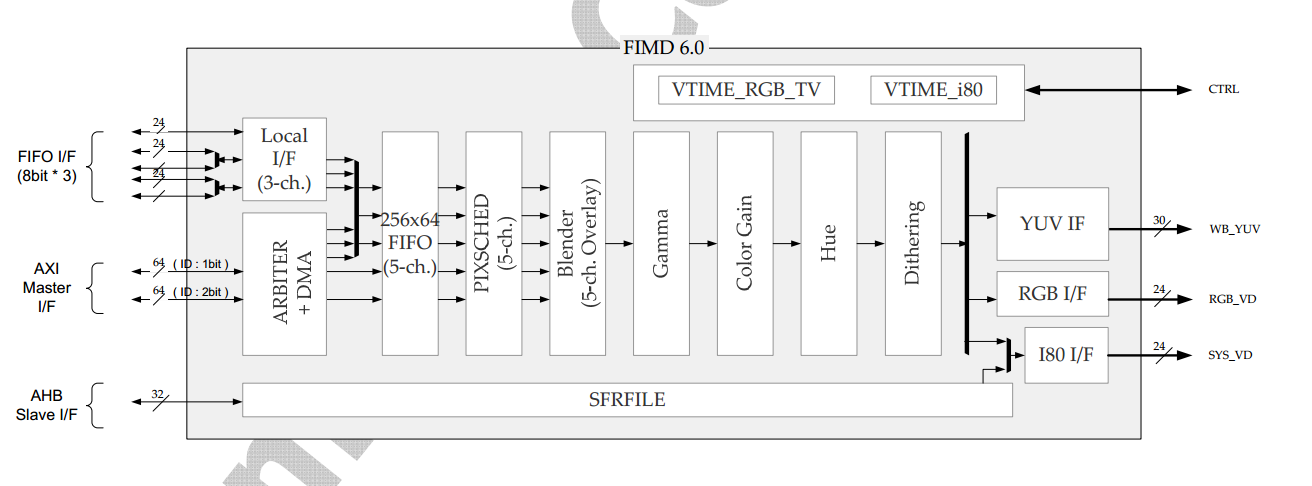 FIMD 6.0
VTIME_RGB_TV
VTIME_i80
CTRL
FIFO I/F
(8bit * 3)
24
24
24
Local
I/F
(3-ch.)
AXI
Master
I/F
64
( ID : 1bit )
64
( ID : 2bit )
ARBITER
+ DMA
256x64
FIFO
(5-ch.)
PIXSCHED
(5-ch.)
Blender
(5-ch. Overlay)
Gamma
Color Gain
Hue
Dithering
YUV IF
30
WB_YUV
RGB I/F
24
RGB_VD
I80 I/F
24
SYS_VD
AHB
Slave I/F
32
SFRFILE